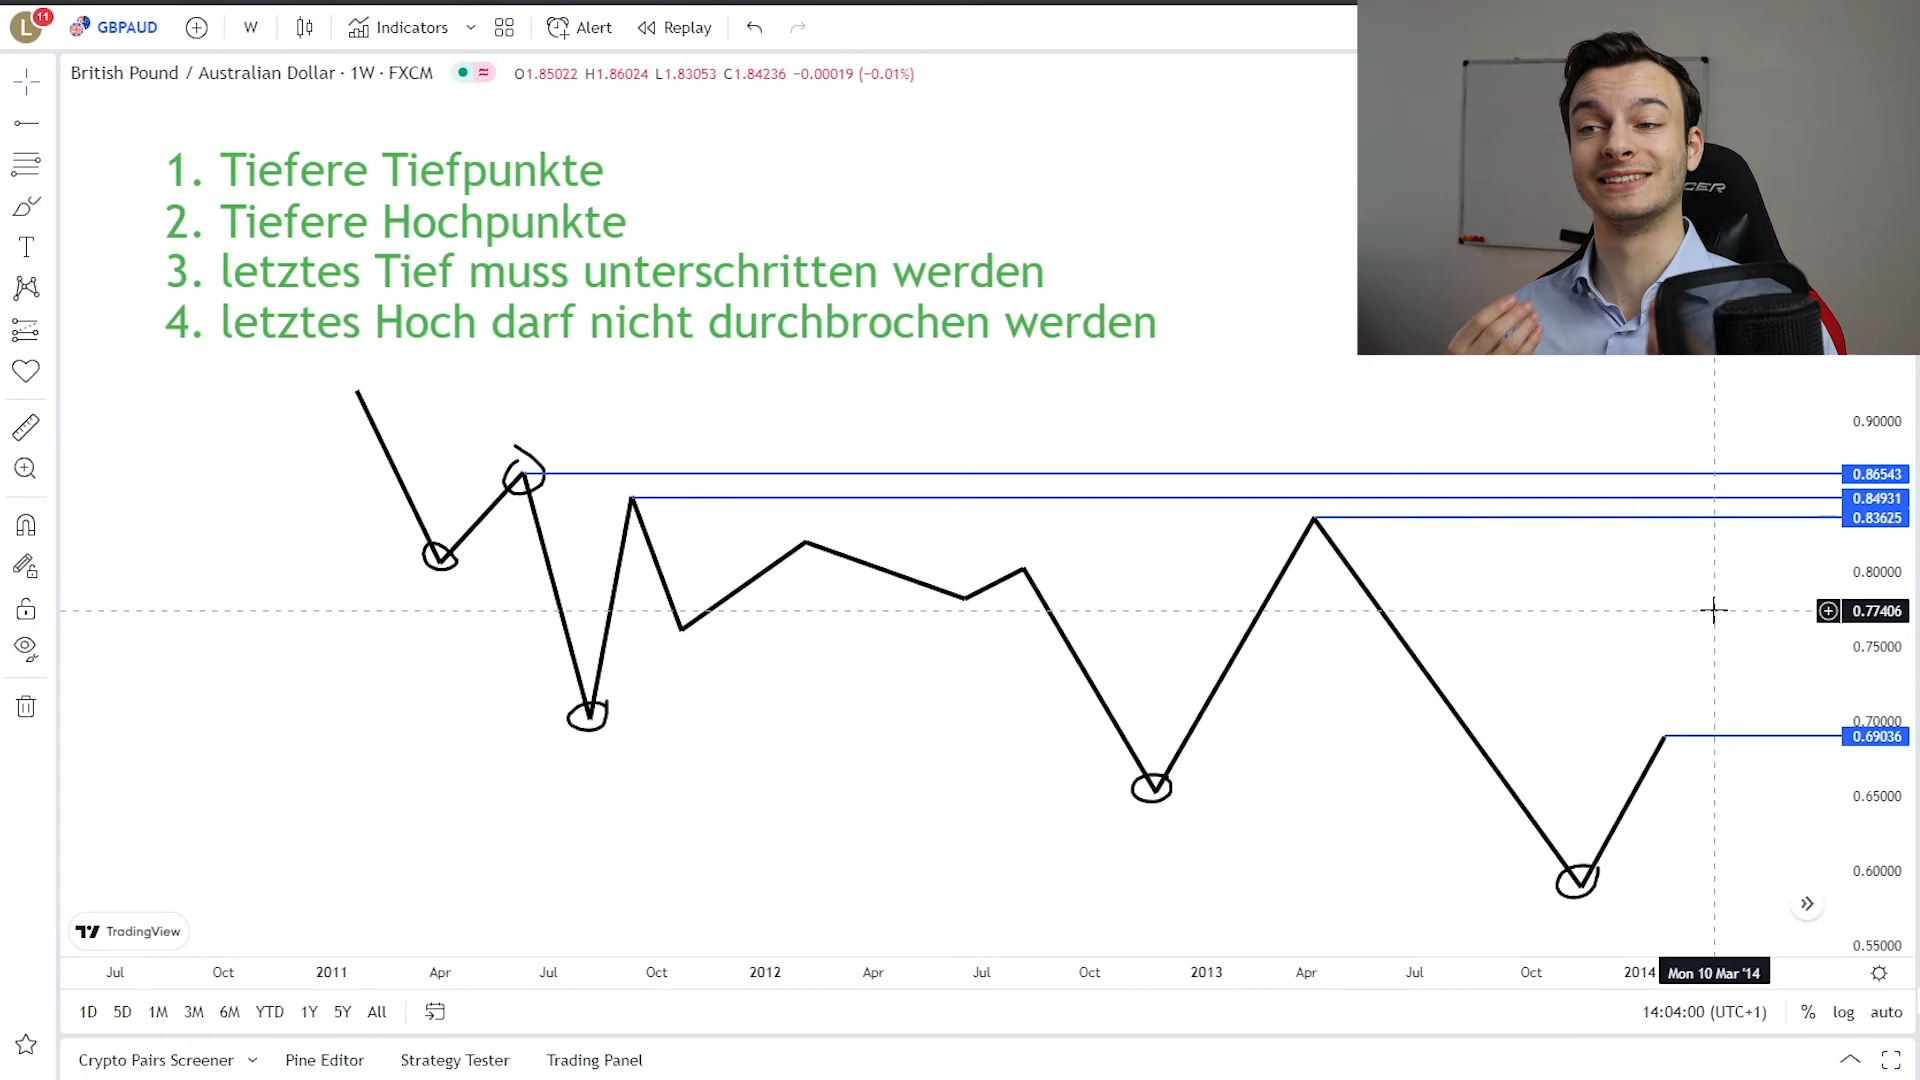 L
11
GBPAUD
W
Indicators
Alert
Replay
British Pound / Australian Dollar · 1W · FXCM
O1.85022 H1.86024 L1.83053 C1.84236 −0.00019 (−0.01%)
1. Tiefere Tiefpunkte
2. Tiefere Hochpunkte
3. letztes Tief muss unterschritten werden
4. letztes Hoch darf nicht durchbrochen werden
0.90000
0.86543
0.84931
0.83625
0.80000
0.77406
0.75000
0.70000
0.69036
0.65000
0.60000
0.55000
TradingView
Jul Oct 2011 Apr Jul Oct 2012 Apr Jul Oct 2013 Apr Jul Oct 2014 Mon 10 Mar '14
1D 5D 1M 3M 6M YTD 1Y 5Y All
14:04:00 (UTC+1) % log auto
Crypto Pairs Screener Pine Editor Strategy Tester Trading Panel